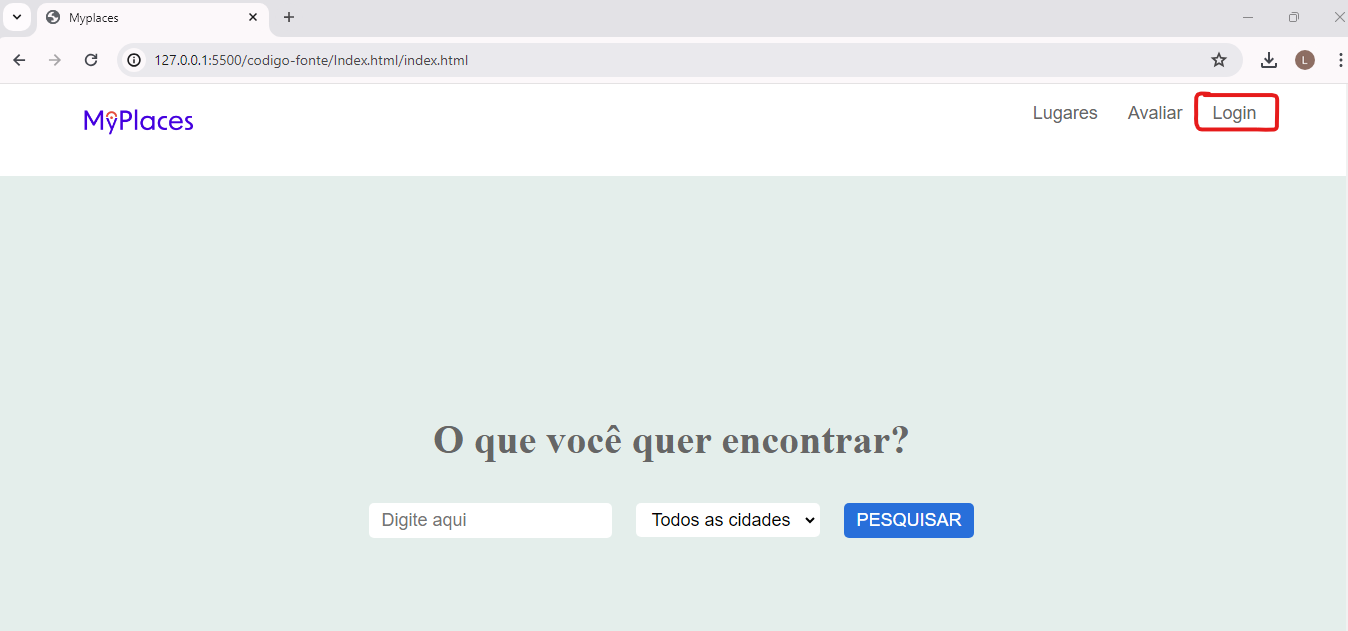 Myplaces
127.0.0.1:5500/codigo-fonte/Index.html/index.html
L
MyPlaces
Lugares Avaliar Login
O que você quer encontrar?
Digite aqui Todos as cidades PESQUISAR